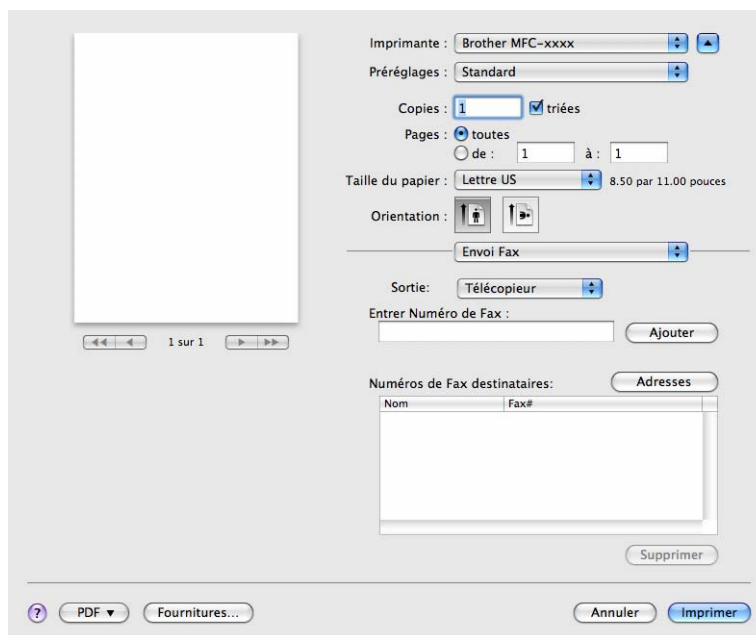 Imprimante : Brother MFC-xxxx
Préréglages : Standard
Copies : 1 triées
Pages : toutes
de : 1 à : 1
Taille du papier : Lettre US 8.50 par 11.00 pouces
Orientation :
Envoi Fax
Sortie: Télécopieur
Entrer Numéro de Fax :
Ajouter
1 sur 1
Numéros de Fax destinataires: Adresses
Nom Fax#
Supprimer
? PDF Fournitures... Annuler Imprimer